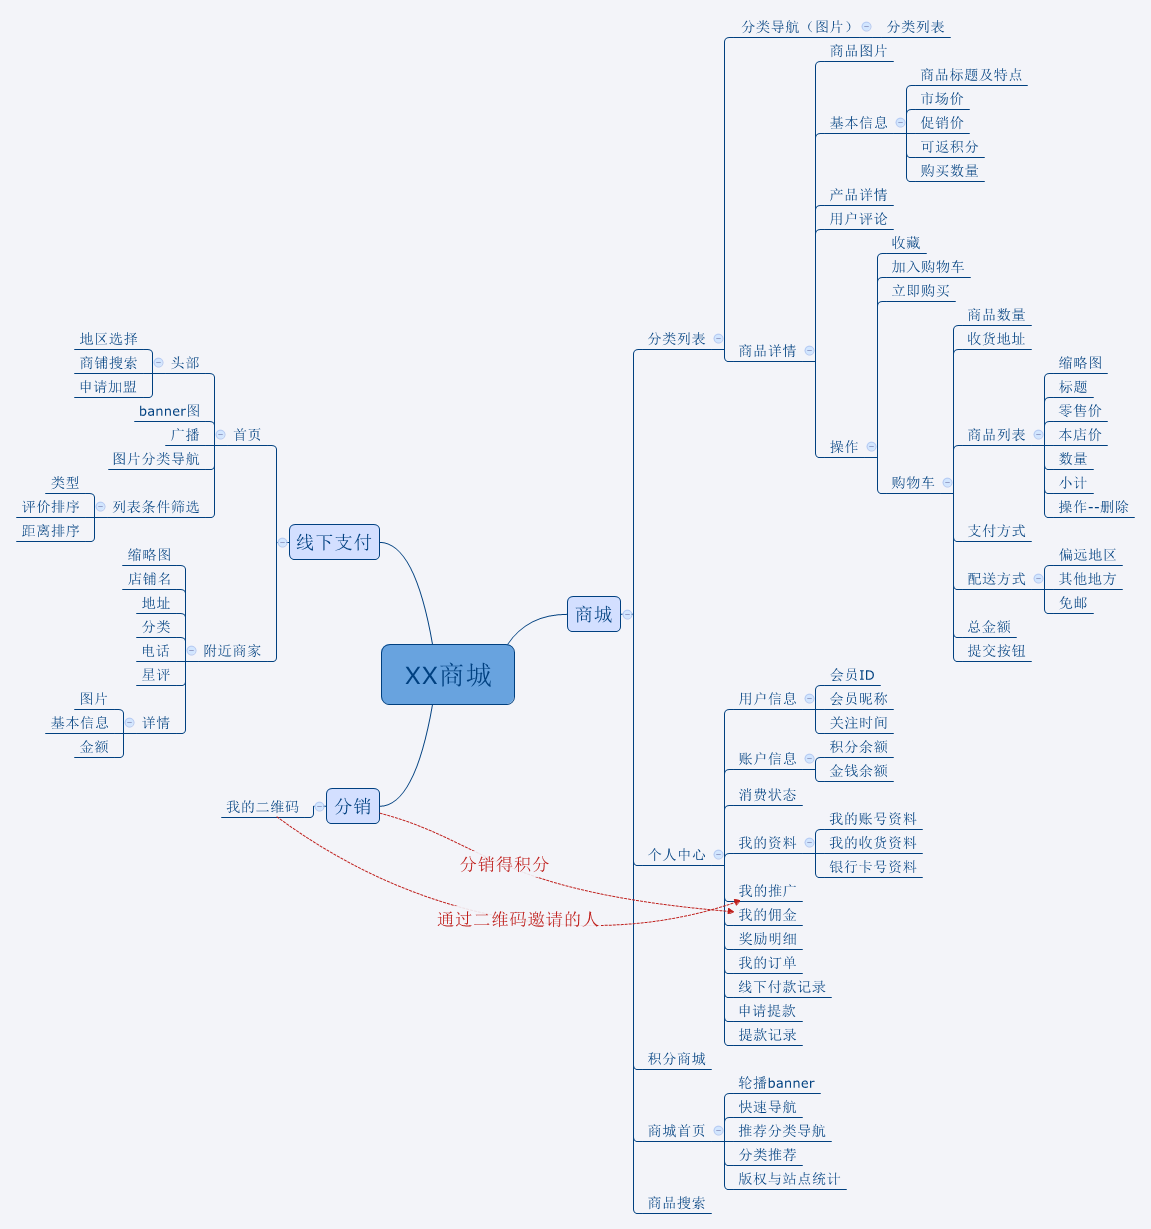 XX商城
商城
分类列表
分类导航（图片）
分类列表
商品详情
商品图片
基本信息
商品标题及特点
市场价
促销价
可返积分
购买数量
产品详情
用户评论
操作
收藏
加入购物车
立即购买
购物车
商品数量
收货地址
商品列表
缩略图
标题
零售价
本店价
数量
小计
操作--删除
支付方式
配送方式
偏远地区
其他地方
免邮
总金额
提交按钮
个人中心
用户信息
会员ID
会员昵称
关注时间
账户信息
积分余额
金钱余额
消费状态
我的资料
我的账号资料
我的收货资料
银行卡号资料
我的推广
我的佣金
奖励明细
我的订单
线下付款记录
申请提款
提款记录
积分商城
商城首页
轮播banner
快速导航
推荐分类导航
分类推荐
版权与站点统计
商品搜索
线下支付
首页
头部
地区选择
商铺搜索
申请加盟
banner图
广播
图片分类导航
列表条件筛选
类型
评价排序
距离排序
附近商家
缩略图
店铺名
地址
分类
电话
星评
详情
图片
基本信息
金额
分销
我的二维码
分销得积分
通过二维码邀请的人